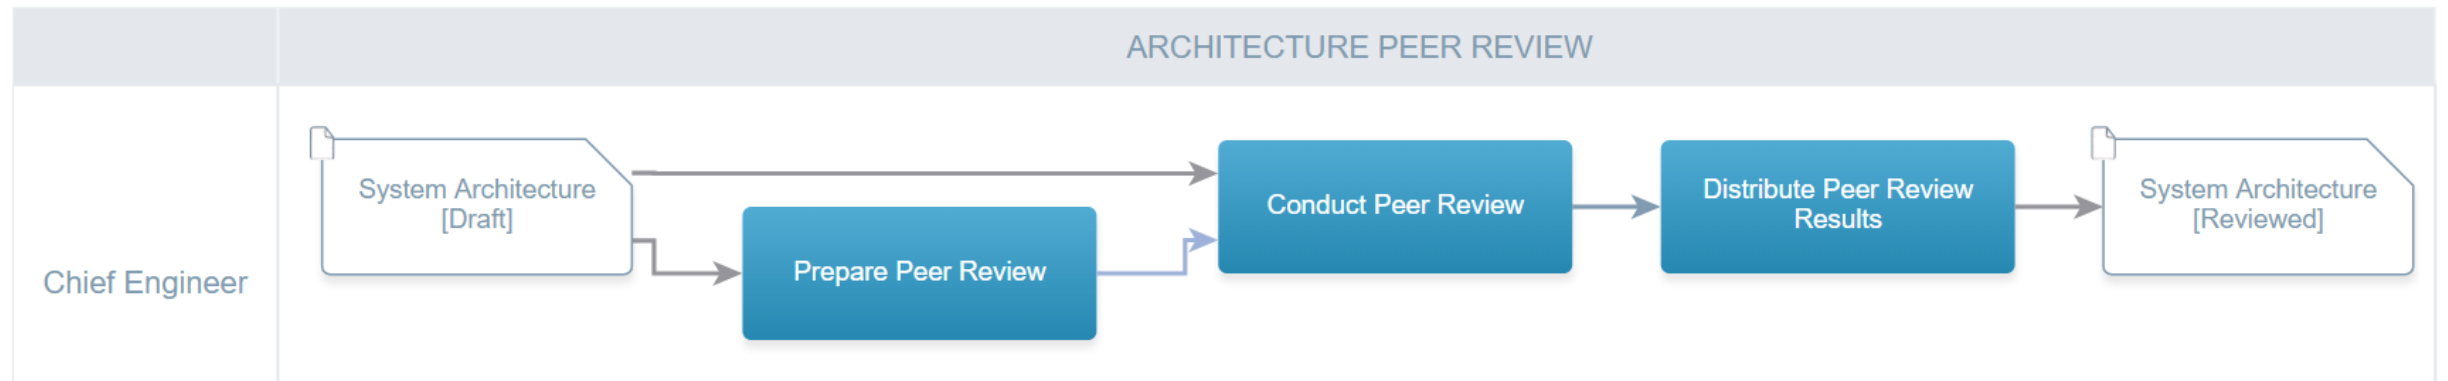 ARCHITECTURE PEER REVIEW
Chief Engineer
System Architecture
[Draft]
Prepare Peer Review
Conduct Peer Review
Distribute Peer Review
Results
System Architecture
[Reviewed]